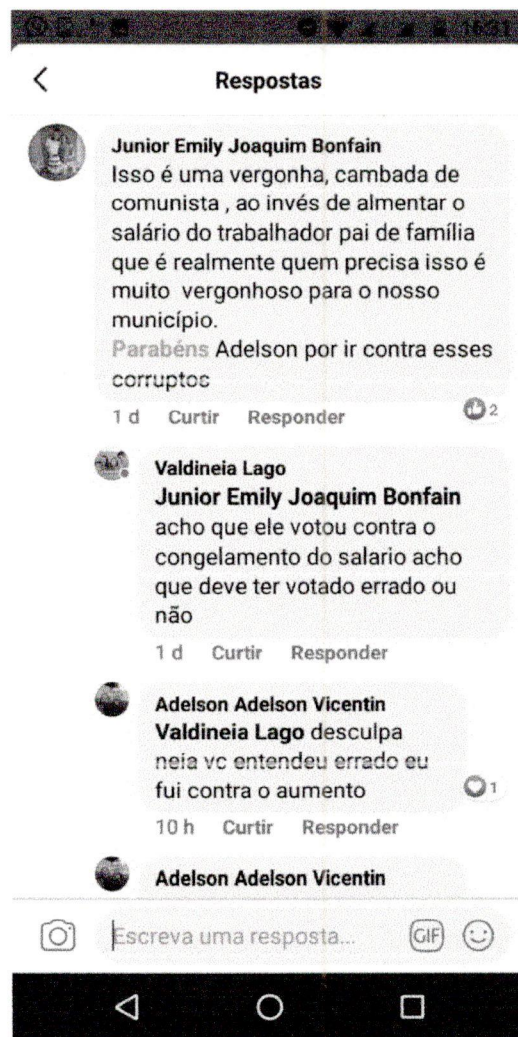 16:31
Respostas
Junior Emily Joaquim Bonfain
Isso é uma vergonha, cambada de
comunista , ao invés de almentar o
salário do trabalhador pai de família
que é realmente quem precisa isso é
muito vergonhoso para o nosso
município.
Parabéns Adelson por ir contra esses
corruptoc
1 d Curtir Responder 2
Valdineia Lago
Junior Emily Joaquim Bonfain
acho que ele votou contra o
congelamento do salario acho
que deve ter votado errado ou
não
1 d Curtir Responder
Adelson Adelson Vicentin
Valdineia Lago desculpa
neia vc entendeu errado eu
fui contra o aumento 1
10 h Curtir Responder
Adelson Adelson Vicentin
Escreva uma resposta... GIF